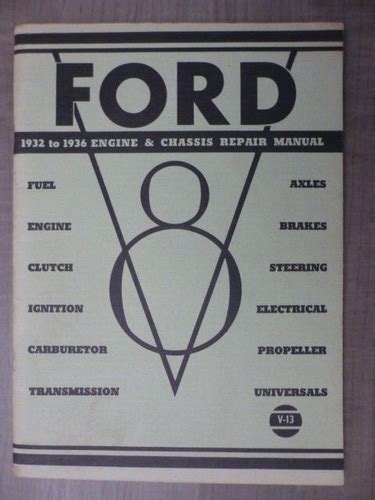 FORD
1932 to 1936 ENGINE & CHASSIS REPAIR MANUAL
8
V
FUEL
ENGINE
CLUTCH
IGNITION
CARBURETOR
TRANSMISSION
AXLES
BRAKES
STEERING
ELECTRICAL
PROPELLER
UNIVERSALS
V-13